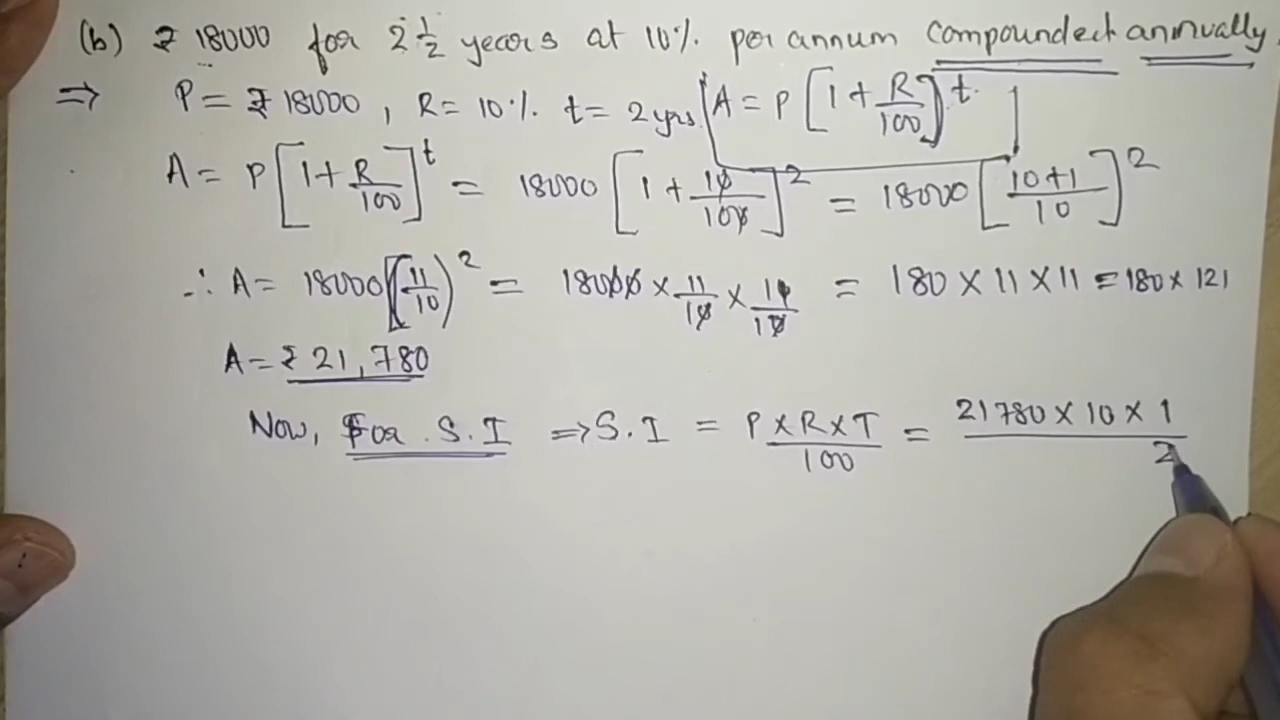 (b) ₹ 18000 for 2 1/2 years at 10% per annum compounded annually.
⇒ P = ₹ 18000, R = 10% t = 2 yrs. A = P [1 + R/100]^t
A = P [1 + R/100]^t = 18000 [1 + 10/100]^2 = 18000 [10+1/10]^2
∴ A = 18000 (11/10)^2 = 18000 × 11/10 × 11/10 = 180 × 11 × 11 = 180 × 121
A = ₹ 21,780
Now, For S.I ⇒ S.I = P×R×T/100 = 21780 × 10 × 1/2